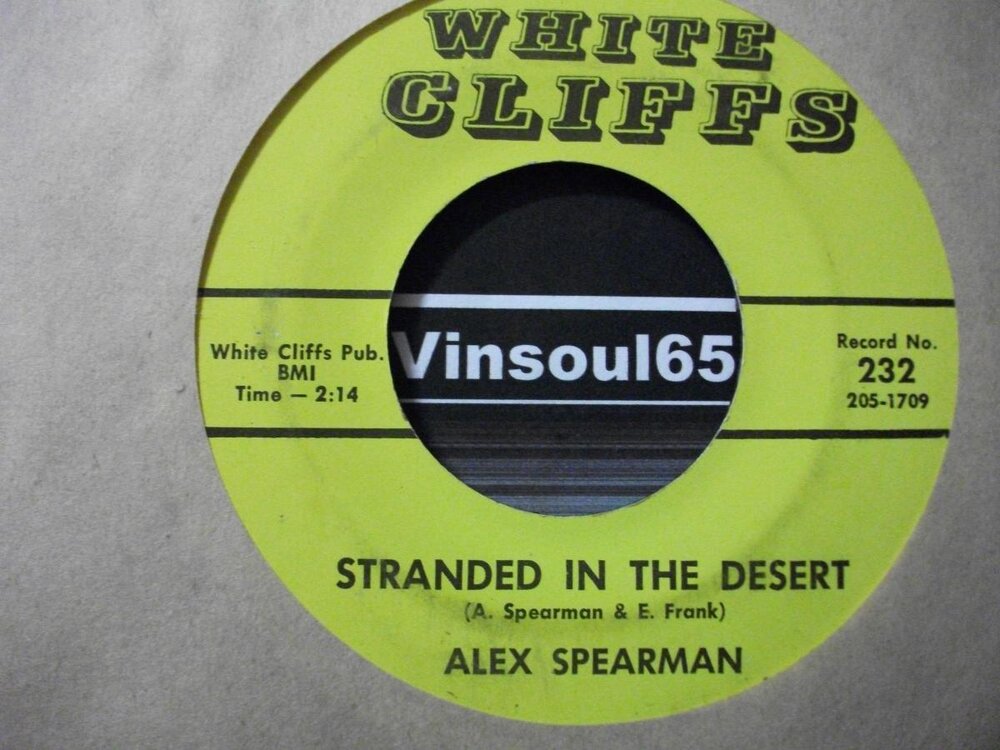 WHITE
CLIFFS
White Cliffs Pub.
BMI
Time — 2:14
Vinsoul65
Record No.
232
205-1709
STRANDED IN THE DESERT
(A. Spearman & E. Frank)
ALEX SPEARMAN